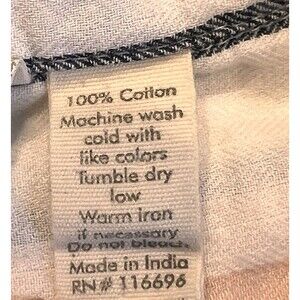 100% Cotton
Machine wash
cold with
like colors
Tumble dry
low
Warm iron
if necessary
Do not bleach
Made in India
RN# 116696